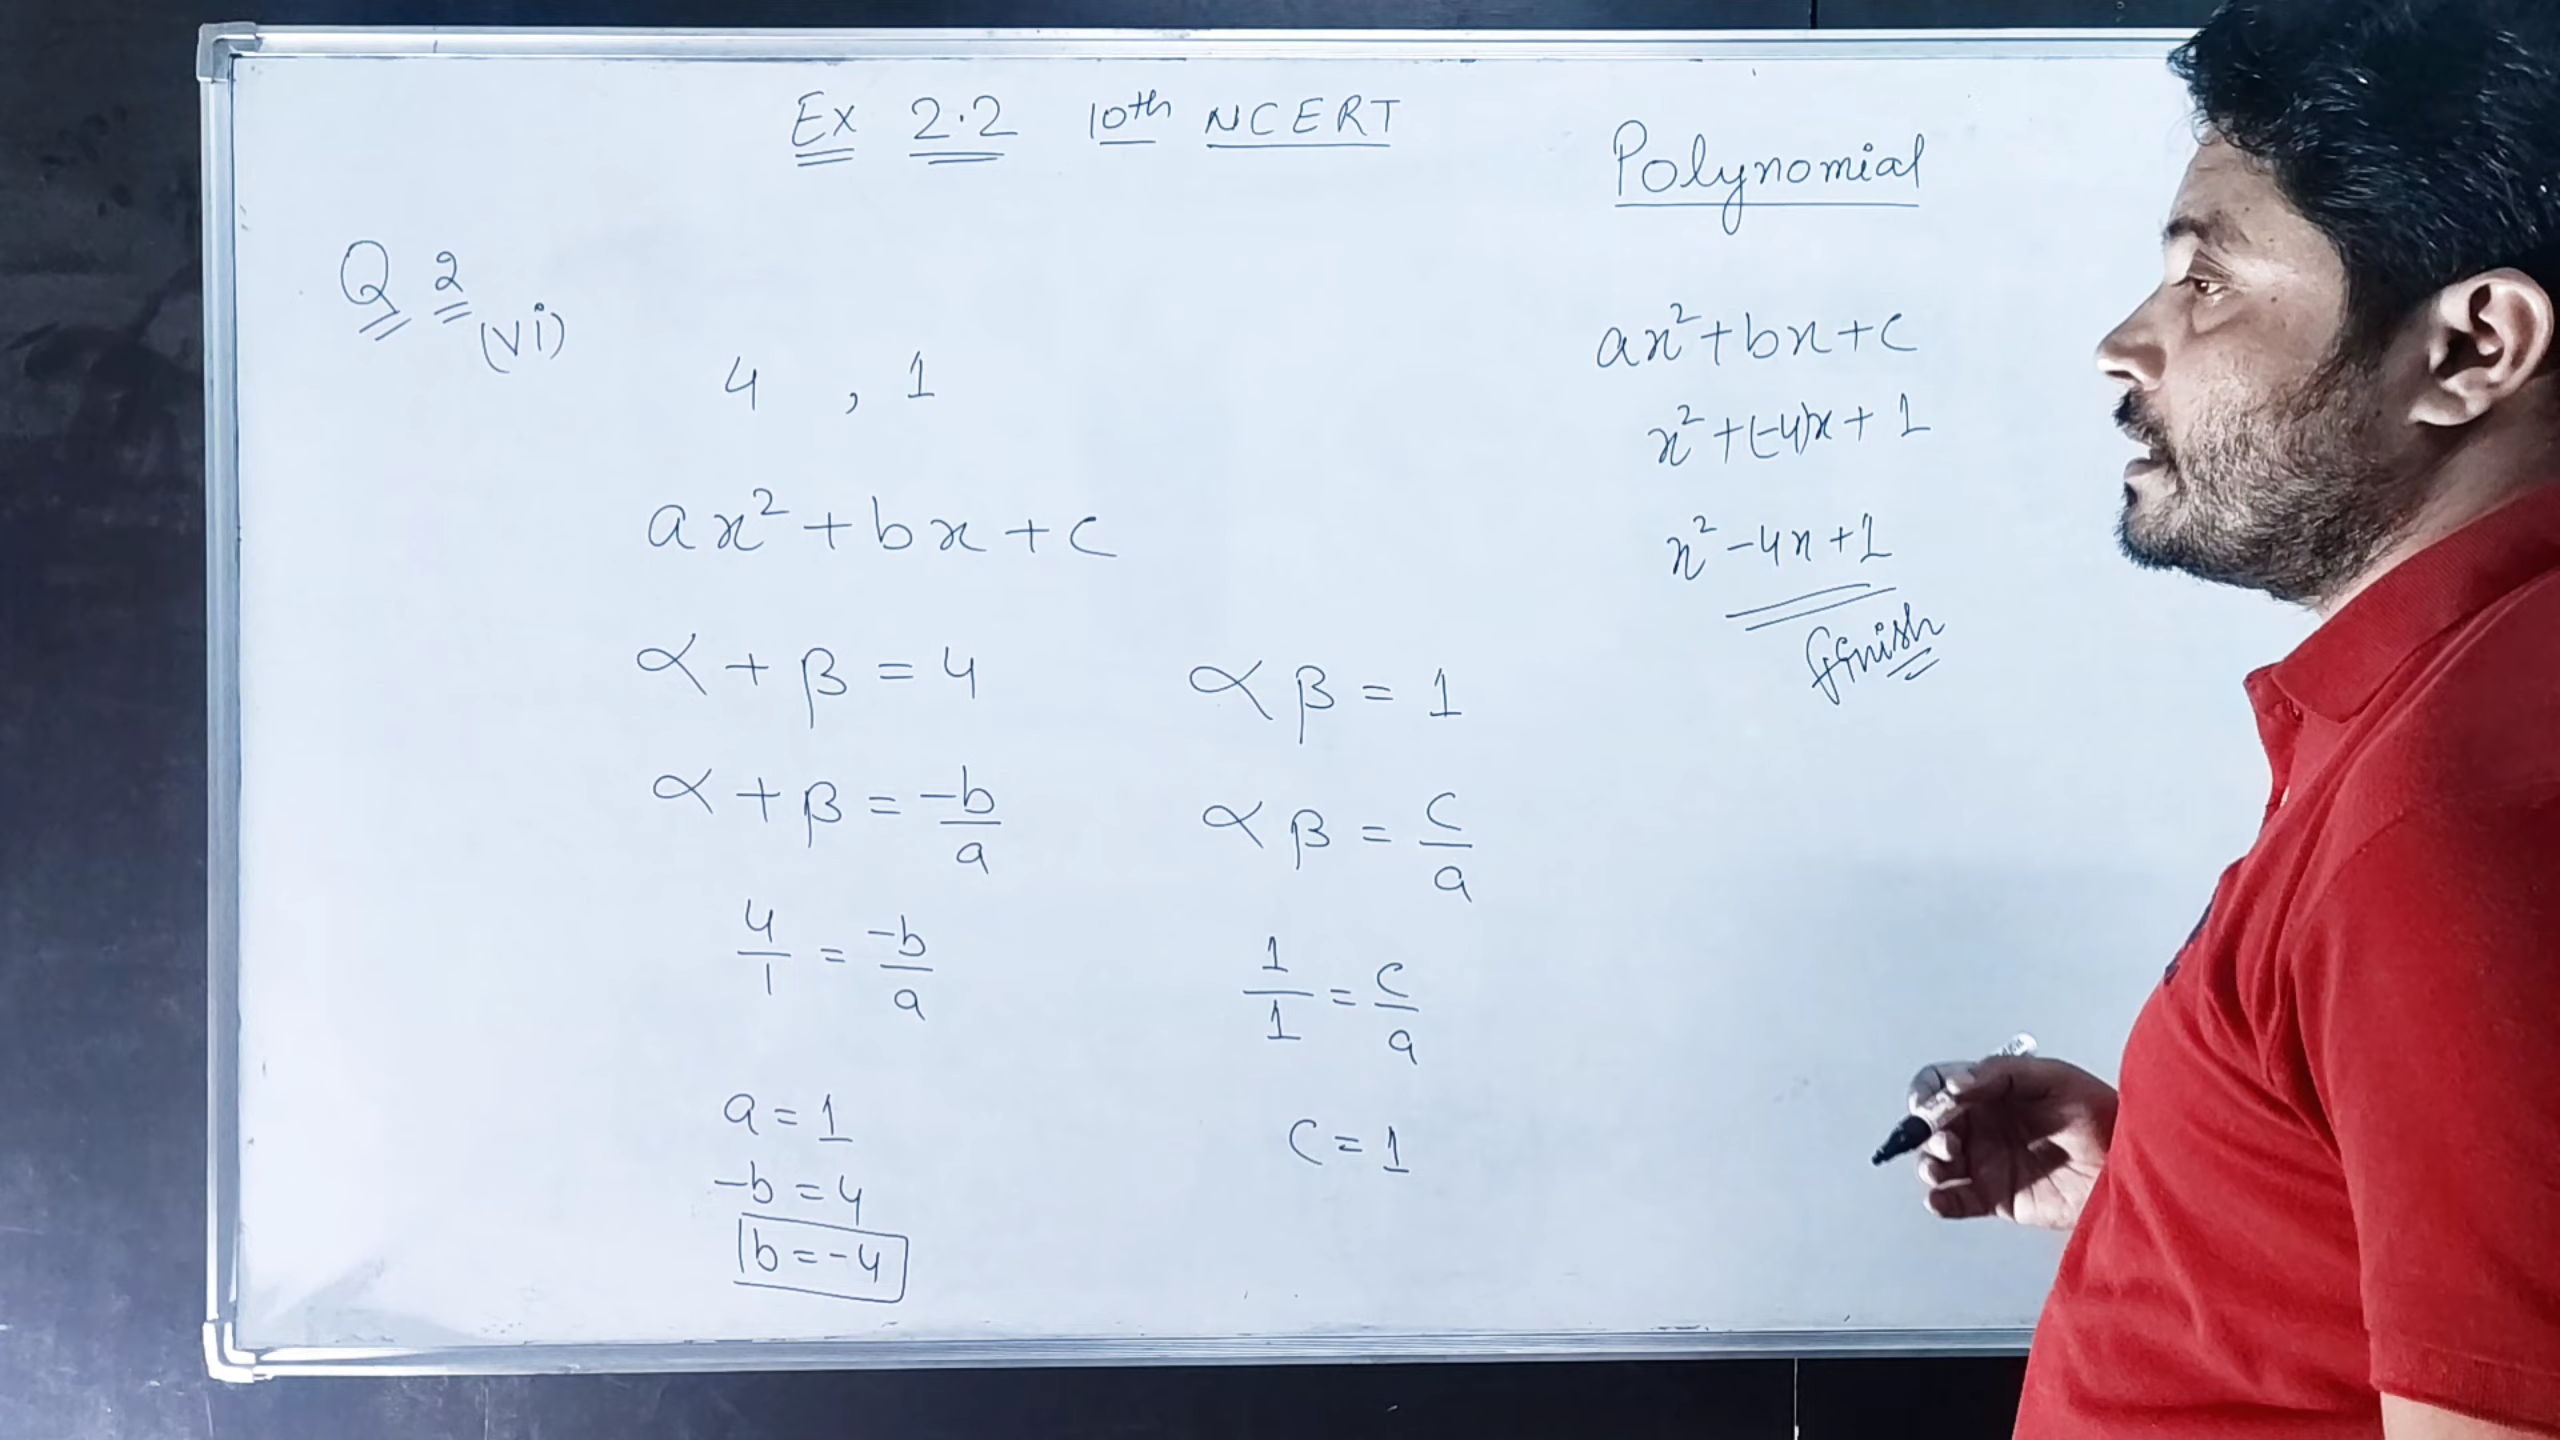 Ex 2.2 10th NCERT
Polynomial
Q 2 (vi)
4 , 1
ax² + bx + c
α + β = 4
α + β = -b/a
4/1 = -b/a
a = 1
-b = 4
b = -4
αβ = 1
αβ = c/a
1/1 = c/a
c = 1
ax² + bx + c
x² + (-4)x + 1
x² - 4x + 1
finish